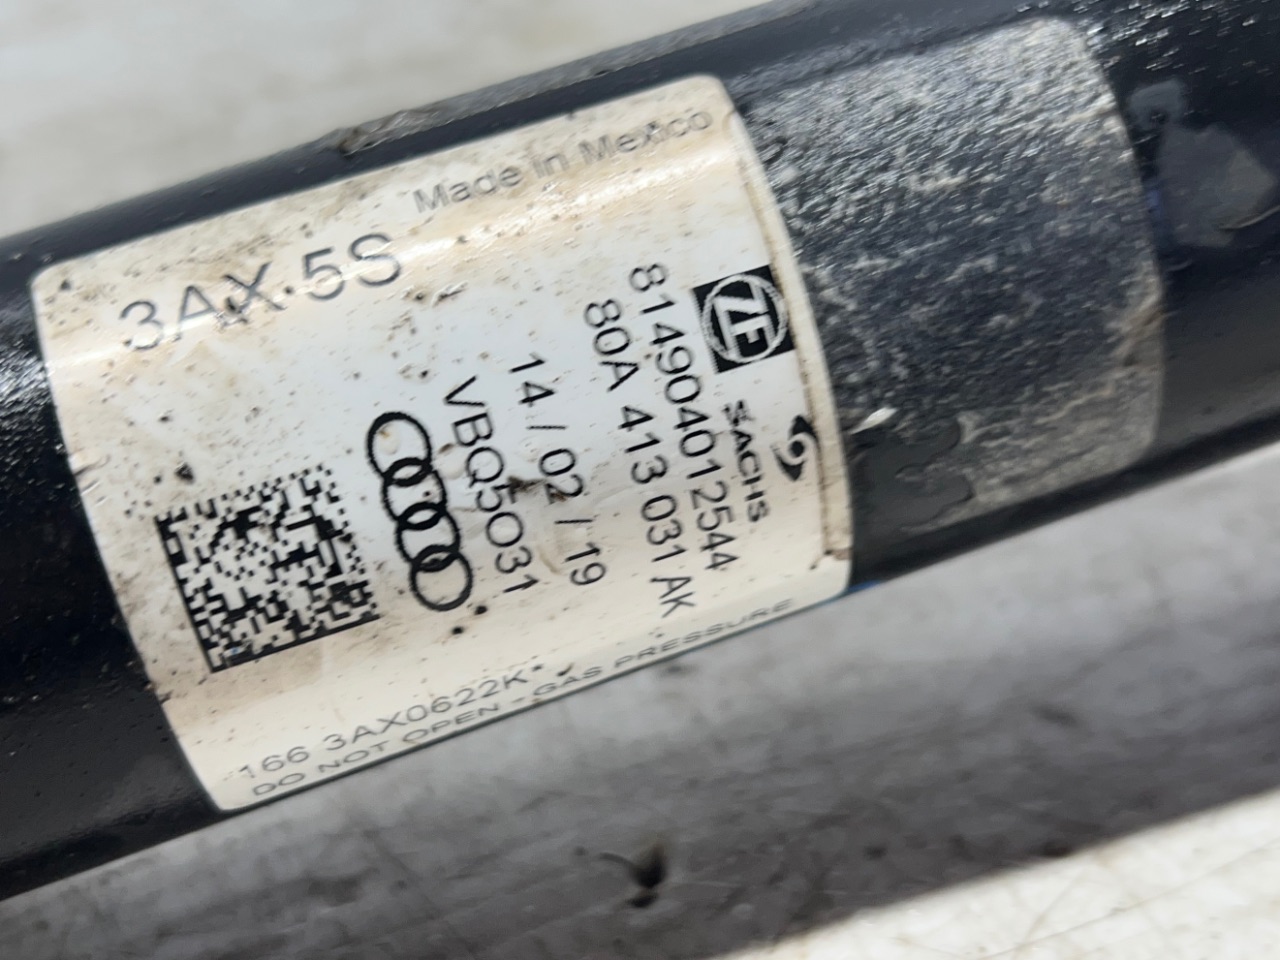 Made in Mexico
3AX 5S
ZF
SACHS
814904012544
80A 413 031 AK
14 / 02 / 19
VBQ5031
166 3AX0622K*
DO NOT OPEN - GAS PRESSURE